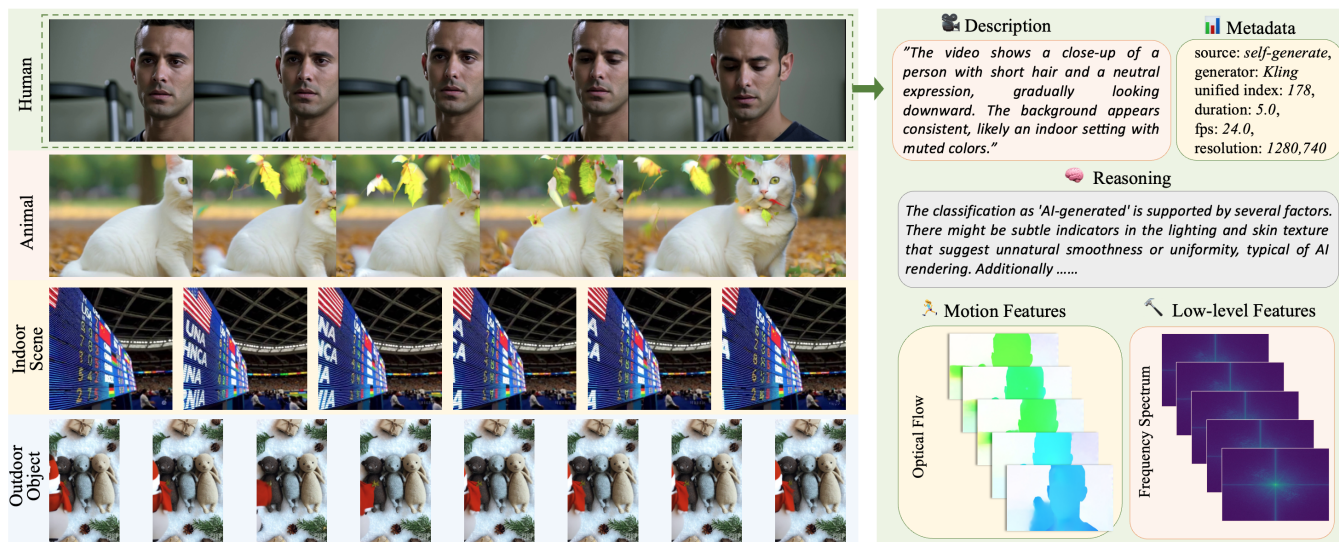 Human
Animal
Indoor
Scene
Outdoor
Object
Description
"The video shows a close-up of a
person with short hair and a neutral
expression, gradually looking
downward. The background appears
consistent, likely an indoor setting with
muted colors."
Metadata
source: self-generate,
generator: Kling
unified index: 178,
duration: 5.0,
fps: 24.0,
resolution: 1280,740
Reasoning
The classification as 'AI-generated' is supported by several factors.
There might be subtle indicators in the lighting and skin texture
that suggest unnatural smoothness or uniformity, typical of AI
rendering. Additionally ......
Motion Features
Optical Flow
Low-level Features
Frequency Spectrum